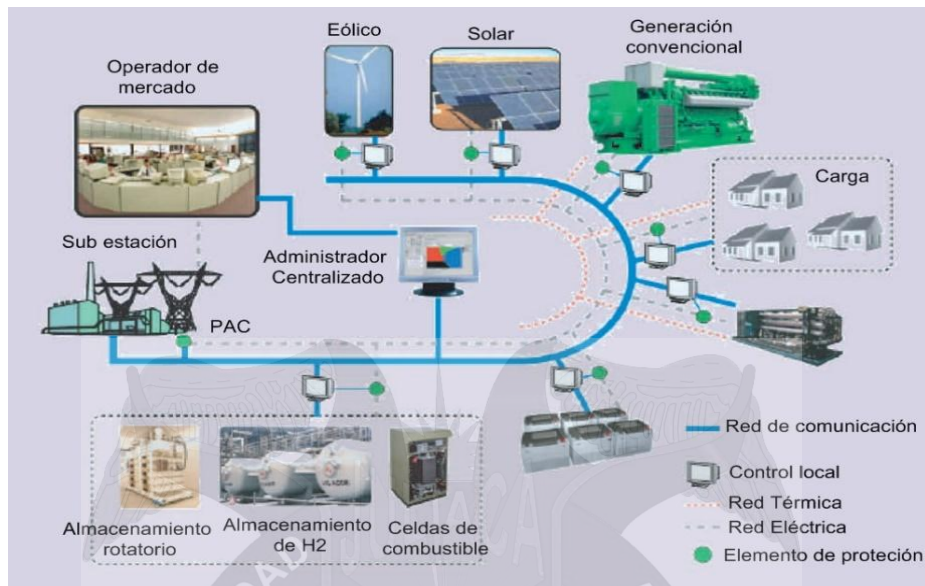 Eólico
Solar
Generación
convencional
Operador de
mercado
Carga
Sub estación
Administrador
Centralizado
PAC
Almacenamiento
rotatorio
Almacenamiento
de H2
Celdas de
combustible
Red de comunicación
Control local
Red Térmica
Red Eléctrica
Elemento de proteción